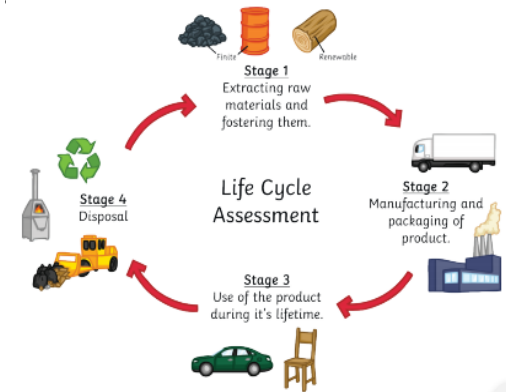 Finite
Renewable
Stage 1
Extracting raw
materials and
fostering them.
Stage 2
Manufacturing and
packaging of
product.
Stage 3
Use of the product
during it's lifetime.
Stage 4
Disposal
Life Cycle
Assessment